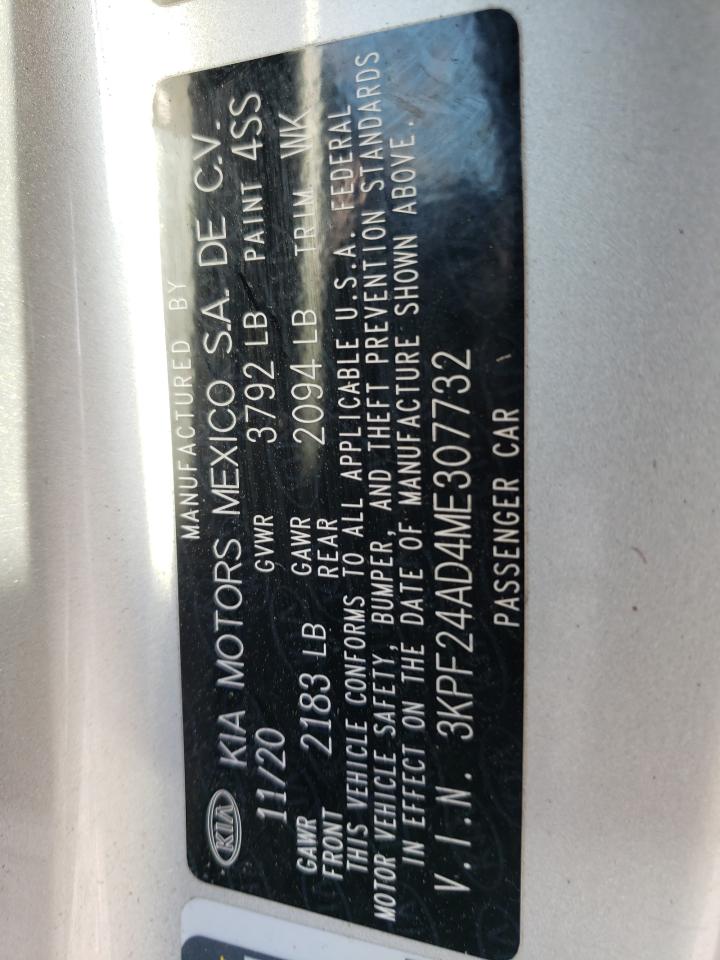 MANUFACTURED BY
KIA KIA MOTORS MEXICO S.A. DE C.V.
11/20 GVWR 3792 LB PAINT 4SS
GAWR FRONT 2183 LB GAWR REAR 2094 LB TRIM WK
THIS VEHICLE CONFORMS TO ALL APPLICABLE U.S.A. FEDERAL
MOTOR VEHICLE SAFETY, BUMPER, AND THEFT PREVENTION STANDARDS
IN EFFECT ON THE DATE OF MANUFACTURE SHOWN ABOVE.
V.I.N. 3KPF24AD4ME307732
PASSENGER CAR